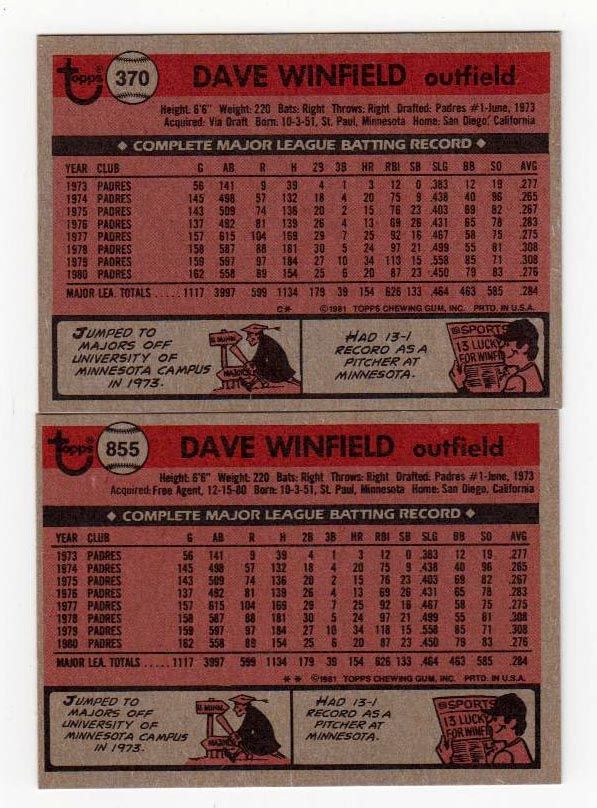 topps 370 DAVE WINFIELD outfield
Height: 6'6" Weight: 220 Bats: Right Throws: Right Drafted: Padres #1-June, 1973
Acquired: Via Draft Born: 10-3-51, St. Paul, Minnesota Home: San Diego, California
◆ COMPLETE MAJOR LEAGUE BATTING RECORD ◆
YEAR CLUB G AB R H 2B 3B HR RBI SB SLG BB SO AVG
1973 PADRES 56 141 9 39 4 1 3 12 0 .383 12 19 .277
1974 PADRES 145 498 57 132 18 4 20 75 9 .438 40 96 .265
1975 PADRES 143 509 74 136 20 2 15 76 23 .403 69 82 .267
1976 PADRES 137 492 81 139 26 4 13 69 26 .431 65 78 .283
1977 PADRES 157 615 104 169 29 7 25 92 16 .467 58 75 .275
1978 PADRES 158 587 88 181 30 5 24 97 21 .499 55 81 .308
1979 PADRES 159 597 97 184 27 10 34 118 15 .558 85 71 .308
1980 PADRES 162 558 89 154 25 6 20 87 23 .450 79 83 .276
MAJOR LEA. TOTALS 1117 3997 599 1134 179 39 154 626 133 .464 463 585 .284
C* ©1981 TOPPS CHEWING GUM, INC. PRTD. IN U.S.A.
JUMPED TO
MAJORS OFF
UNIVERSITY OF
MINNESOTA CAMPUS
IN 1973.
U. MINN.
MAJORS
HAD 13-1
RECORD AS A
PITCHER AT
MINNESOTA.
SPORTS
13 LUCKY
FOR WINFI
topps 855 DAVE WINFIELD outfield
Height: 6'6" Weight: 220 Bats: Right Throws: Right Drafted: Padres #1-June, 1973
Acquired: Free Agent, 12-15-80 Born: 10-3-51, St. Paul, Minnesota Home: San Diego, California
◆ COMPLETE MAJOR LEAGUE BATTING RECORD ◆
YEAR CLUB G AB R H 2B 3B HR RBI SB SLG BB SO AVG
1973 PADRES 56 141 9 39 4 1 3 12 0 .383 12 19 .277
1974 PADRES 145 498 57 132 18 4 20 75 9 .438 40 96 .265
1975 PADRES 143 509 74 136 20 2 15 76 23 .403 69 82 .267
1976 PADRES 137 492 81 139 26 4 13 69 26 .431 65 78 .283
1977 PADRES 157 615 104 169 29 7 25 92 16 .467 58 75 .275
1978 PADRES 158 587 88 181 30 5 24 97 21 .499 55 81 .308
1979 PADRES 159 597 97 184 27 10 34 118 15 .558 85 71 .308
1980 PADRES 162 558 89 154 25 6 20 87 23 .450 79 83 .276
MAJOR LEA. TOTALS 1117 3997 599 1134 179 39 154 626 133 .464 463 585 .284
* * ©1981 TOPPS CHEWING GUM, INC. PRTD. IN U.S.A.
JUMPED TO
MAJORS OFF
UNIVERSITY OF
MINNESOTA CAMPUS
IN 1973.
U. MINN.
MAJORS
HAD 13-1
RECORD AS A
PITCHER AT
MINNESOTA.
SPORTS
13 LUCKY
FOR WINFI